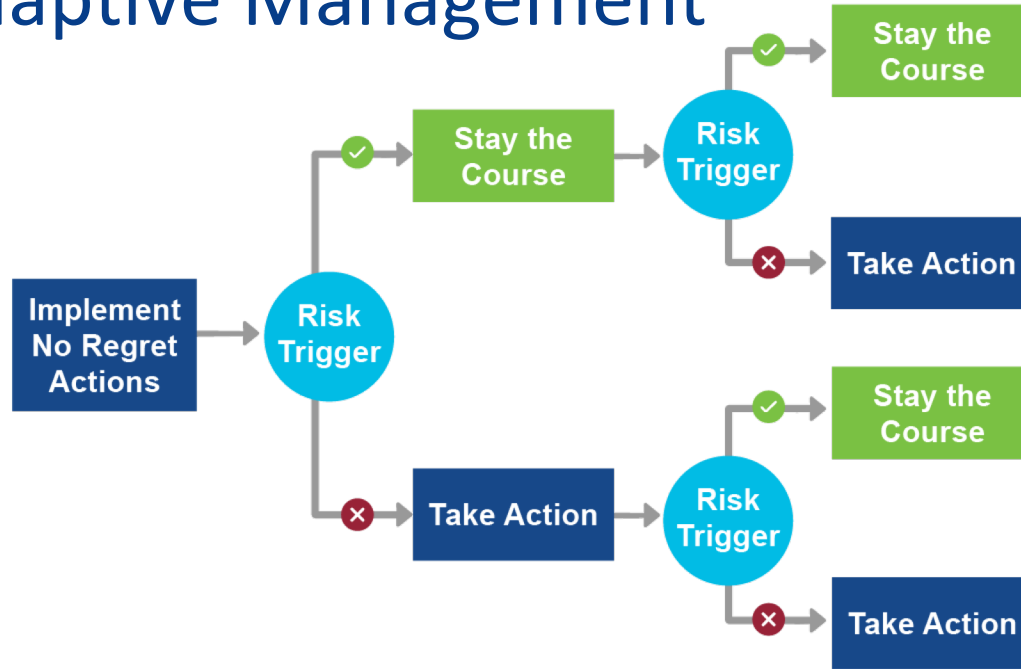 Management
Stay the
Course
Risk
Trigger
Stay the
Course
Take Action
Implement
No Regret
Actions
Risk
Trigger
Take Action
Risk
Trigger
Stay the
Course
Take Action